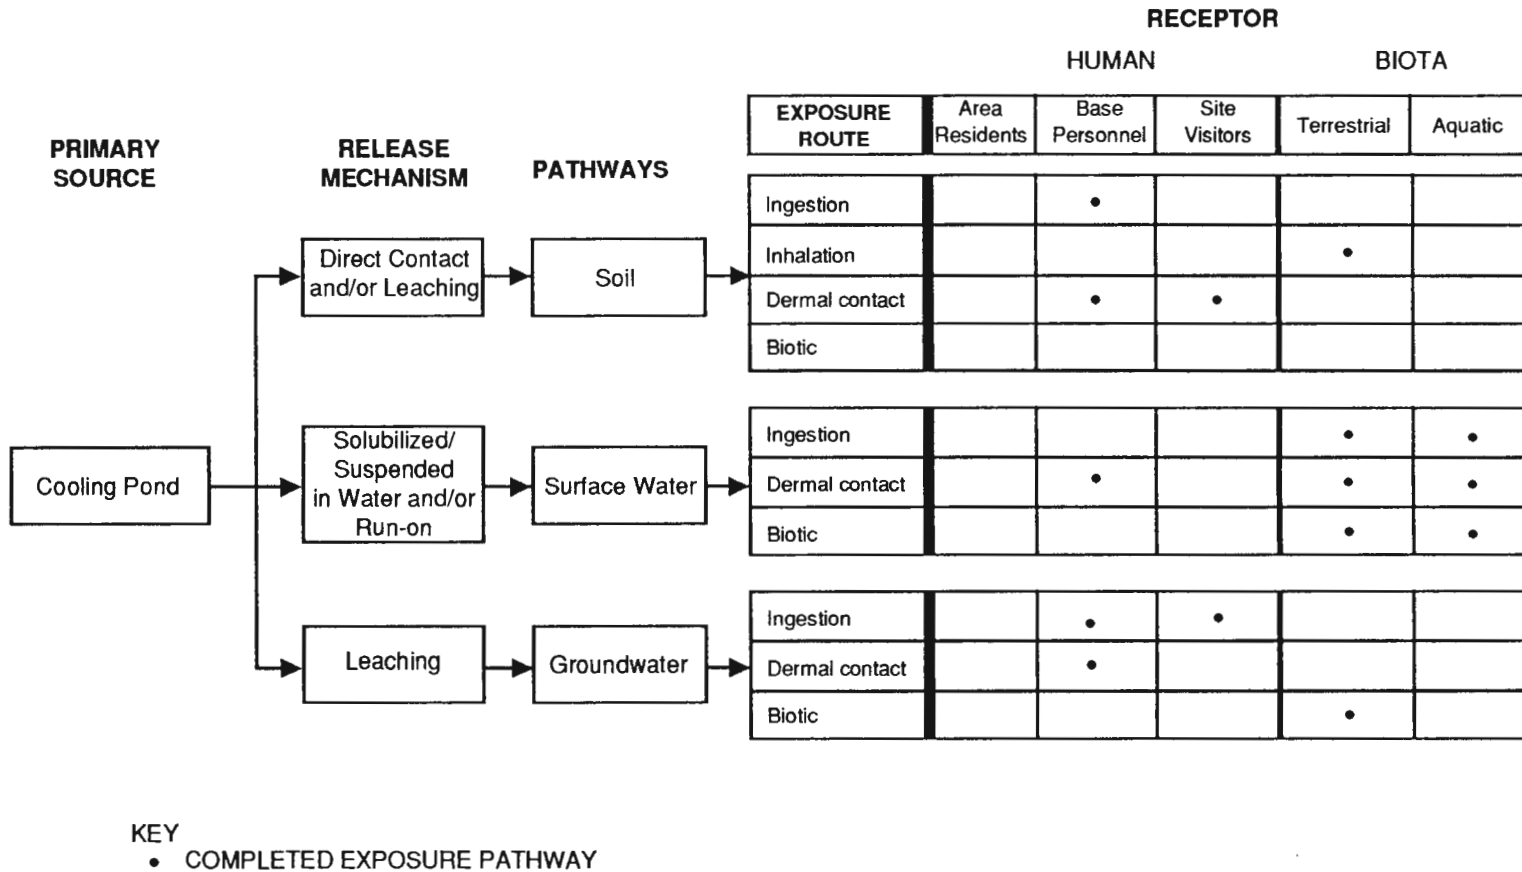 RECEPTOR
HUMAN BIOTA
PRIMARY
SOURCE
RELEASE
MECHANISM
PATHWAYS
EXPOSURE
ROUTE
Area
Residents
Base
Personnel
Site
Visitors
Terrestrial
Aquatic
Cooling Pond
Direct Contact
and/or Leaching
Soil
Ingestion •
Inhalation •
Dermal contact • •
Biotic
Solubilized/
Suspended
in Water and/or
Run-on
Surface Water
Ingestion • •
Dermal contact • • •
Biotic • •
Leaching
Groundwater
Ingestion • •
Dermal contact •
Biotic •
KEY
• COMPLETED EXPOSURE PATHWAY